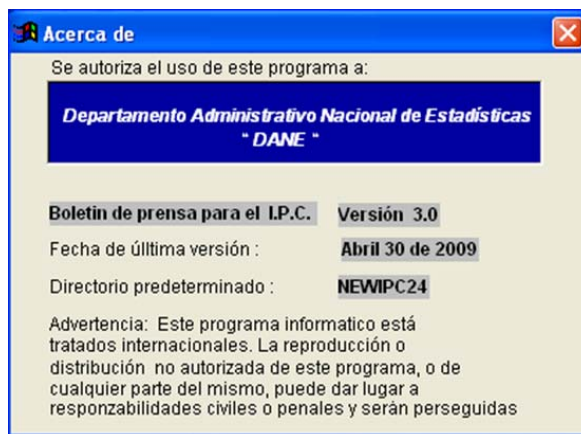 Acerca de
Se autoriza el uso de este programa a:
Departamento Administrativo Nacional de Estadísticas
" DANE "
Boletin de prensa para el I.P.C. Versión 3.0
Fecha de úlltima versión : Abril 30 de 2009
Directorio predeterminado : NEWIPC24
Advertencia: Este programa informatico está
tratados internacionales. La reproducción o
distribución no autorizada de este programa, o de
cualquier parte del mismo, puede dar lugar a
responzabilidades civiles o penales y serán perseguidas